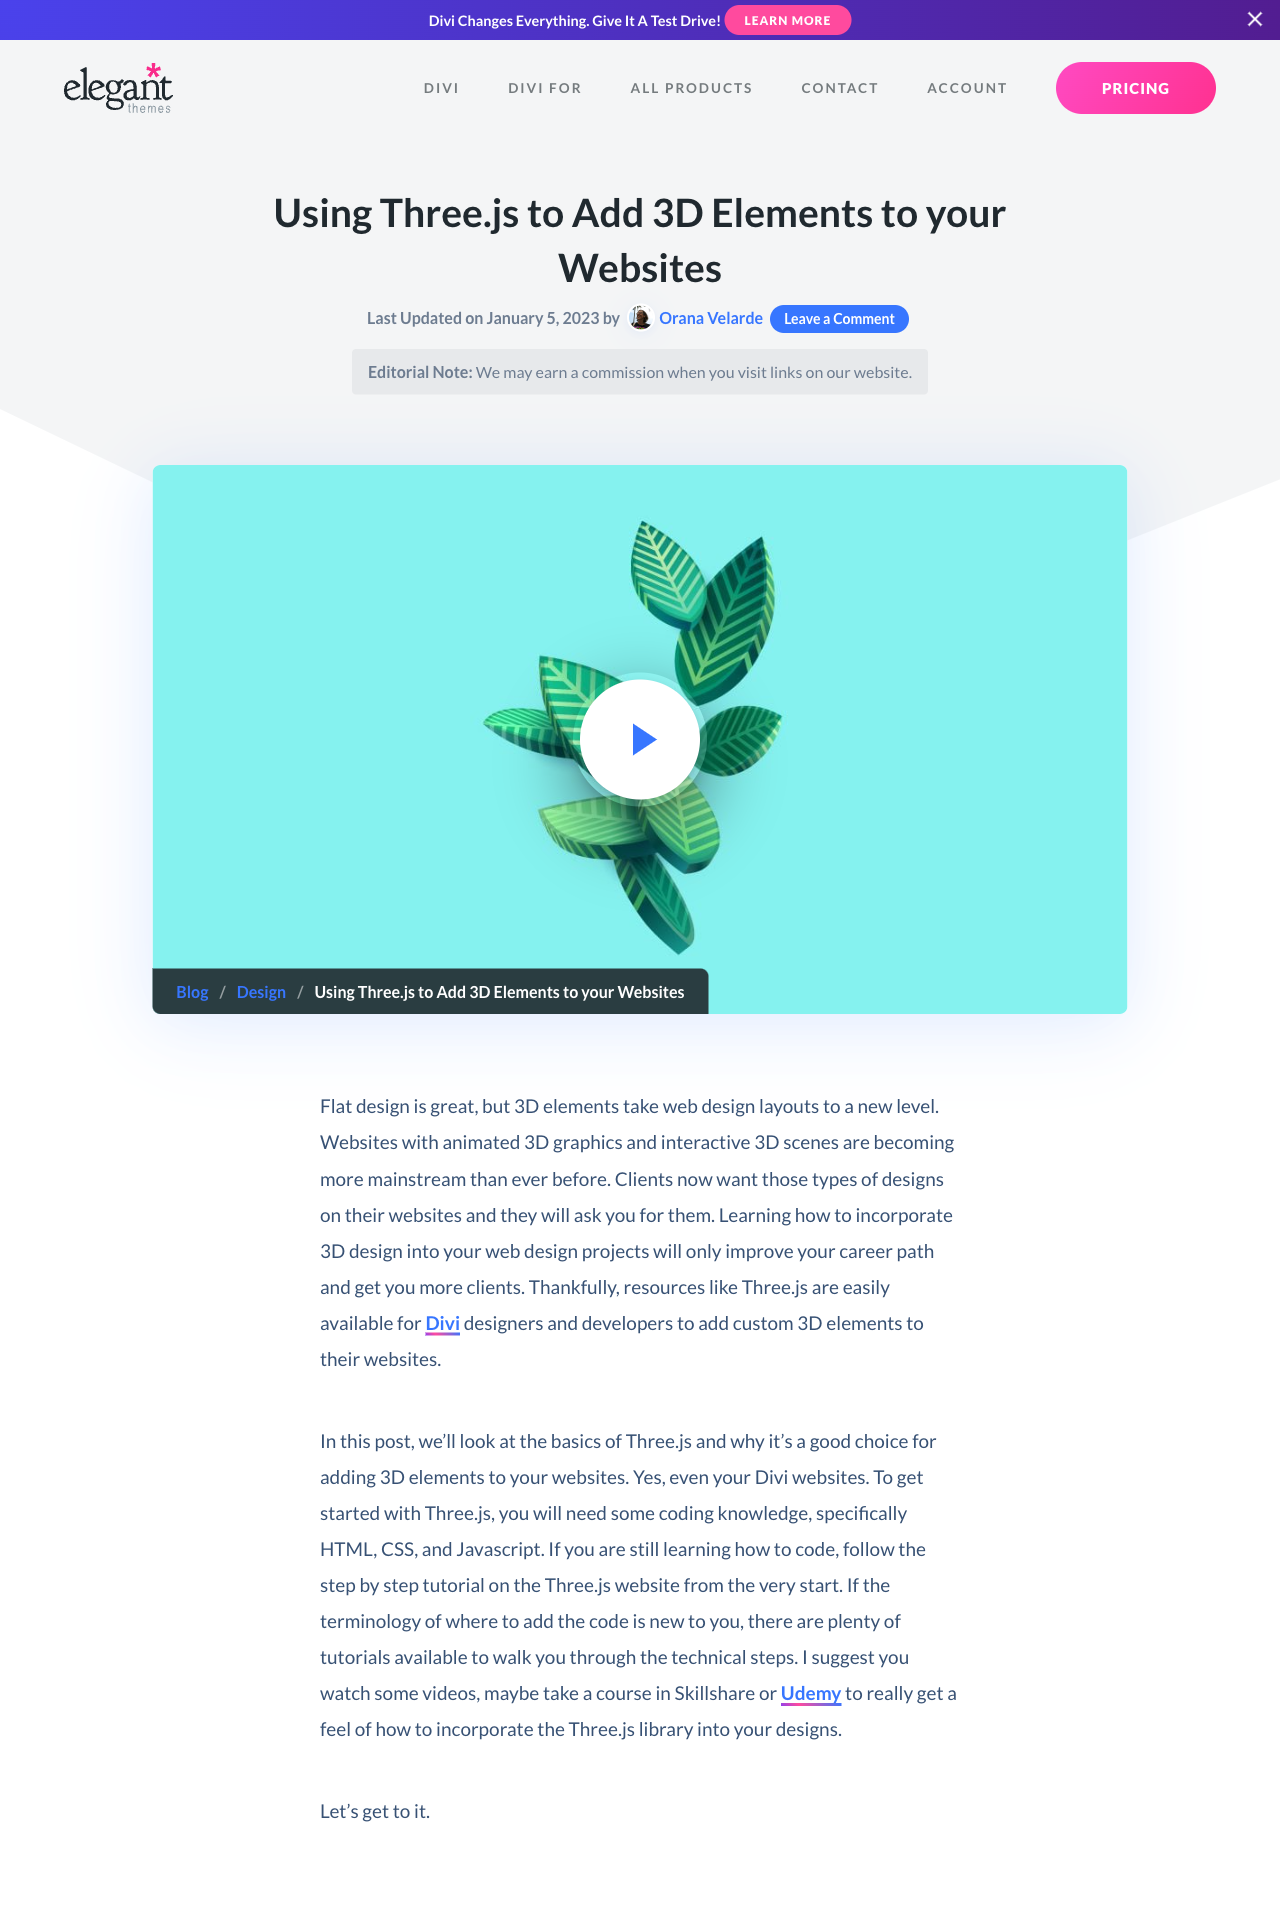 Divi Changes Everything. Give It A Test Drive! LEARN MORE
elegant themes
DIVI DIVI FOR ALL PRODUCTS CONTACT ACCOUNT PRICING
Using Three.js to Add 3D Elements to your
Websites
Last Updated on January 5, 2023 by Orana Velarde Leave a Comment
Editorial Note: We may earn a commission when you visit links on our website.
Blog / Design / Using Three.js to Add 3D Elements to your Websites
Flat design is great, but 3D elements take web design layouts to a new level.
Websites with animated 3D graphics and interactive 3D scenes are becoming
more mainstream than ever before. Clients now want those types of designs
on their websites and they will ask you for them. Learning how to incorporate
3D design into your web design projects will only improve your career path
and get you more clients. Thankfully, resources like Three.js are easily
available for Divi designers and developers to add custom 3D elements to
their websites.
In this post, we’ll look at the basics of Three.js and why it’s a good choice for
adding 3D elements to your websites. Yes, even your Divi websites. To get
started with Three.js, you will need some coding knowledge, specifically
HTML, CSS, and Javascript. If you are still learning how to code, follow the
step by step tutorial on the Three.js website from the very start. If the
terminology of where to add the code is new to you, there are plenty of
tutorials available to walk you through the technical steps. I suggest you
watch some videos, maybe take a course in Skillshare or Udemy to really get a
feel of how to incorporate the Three.js library into your designs.
Let’s get to it.